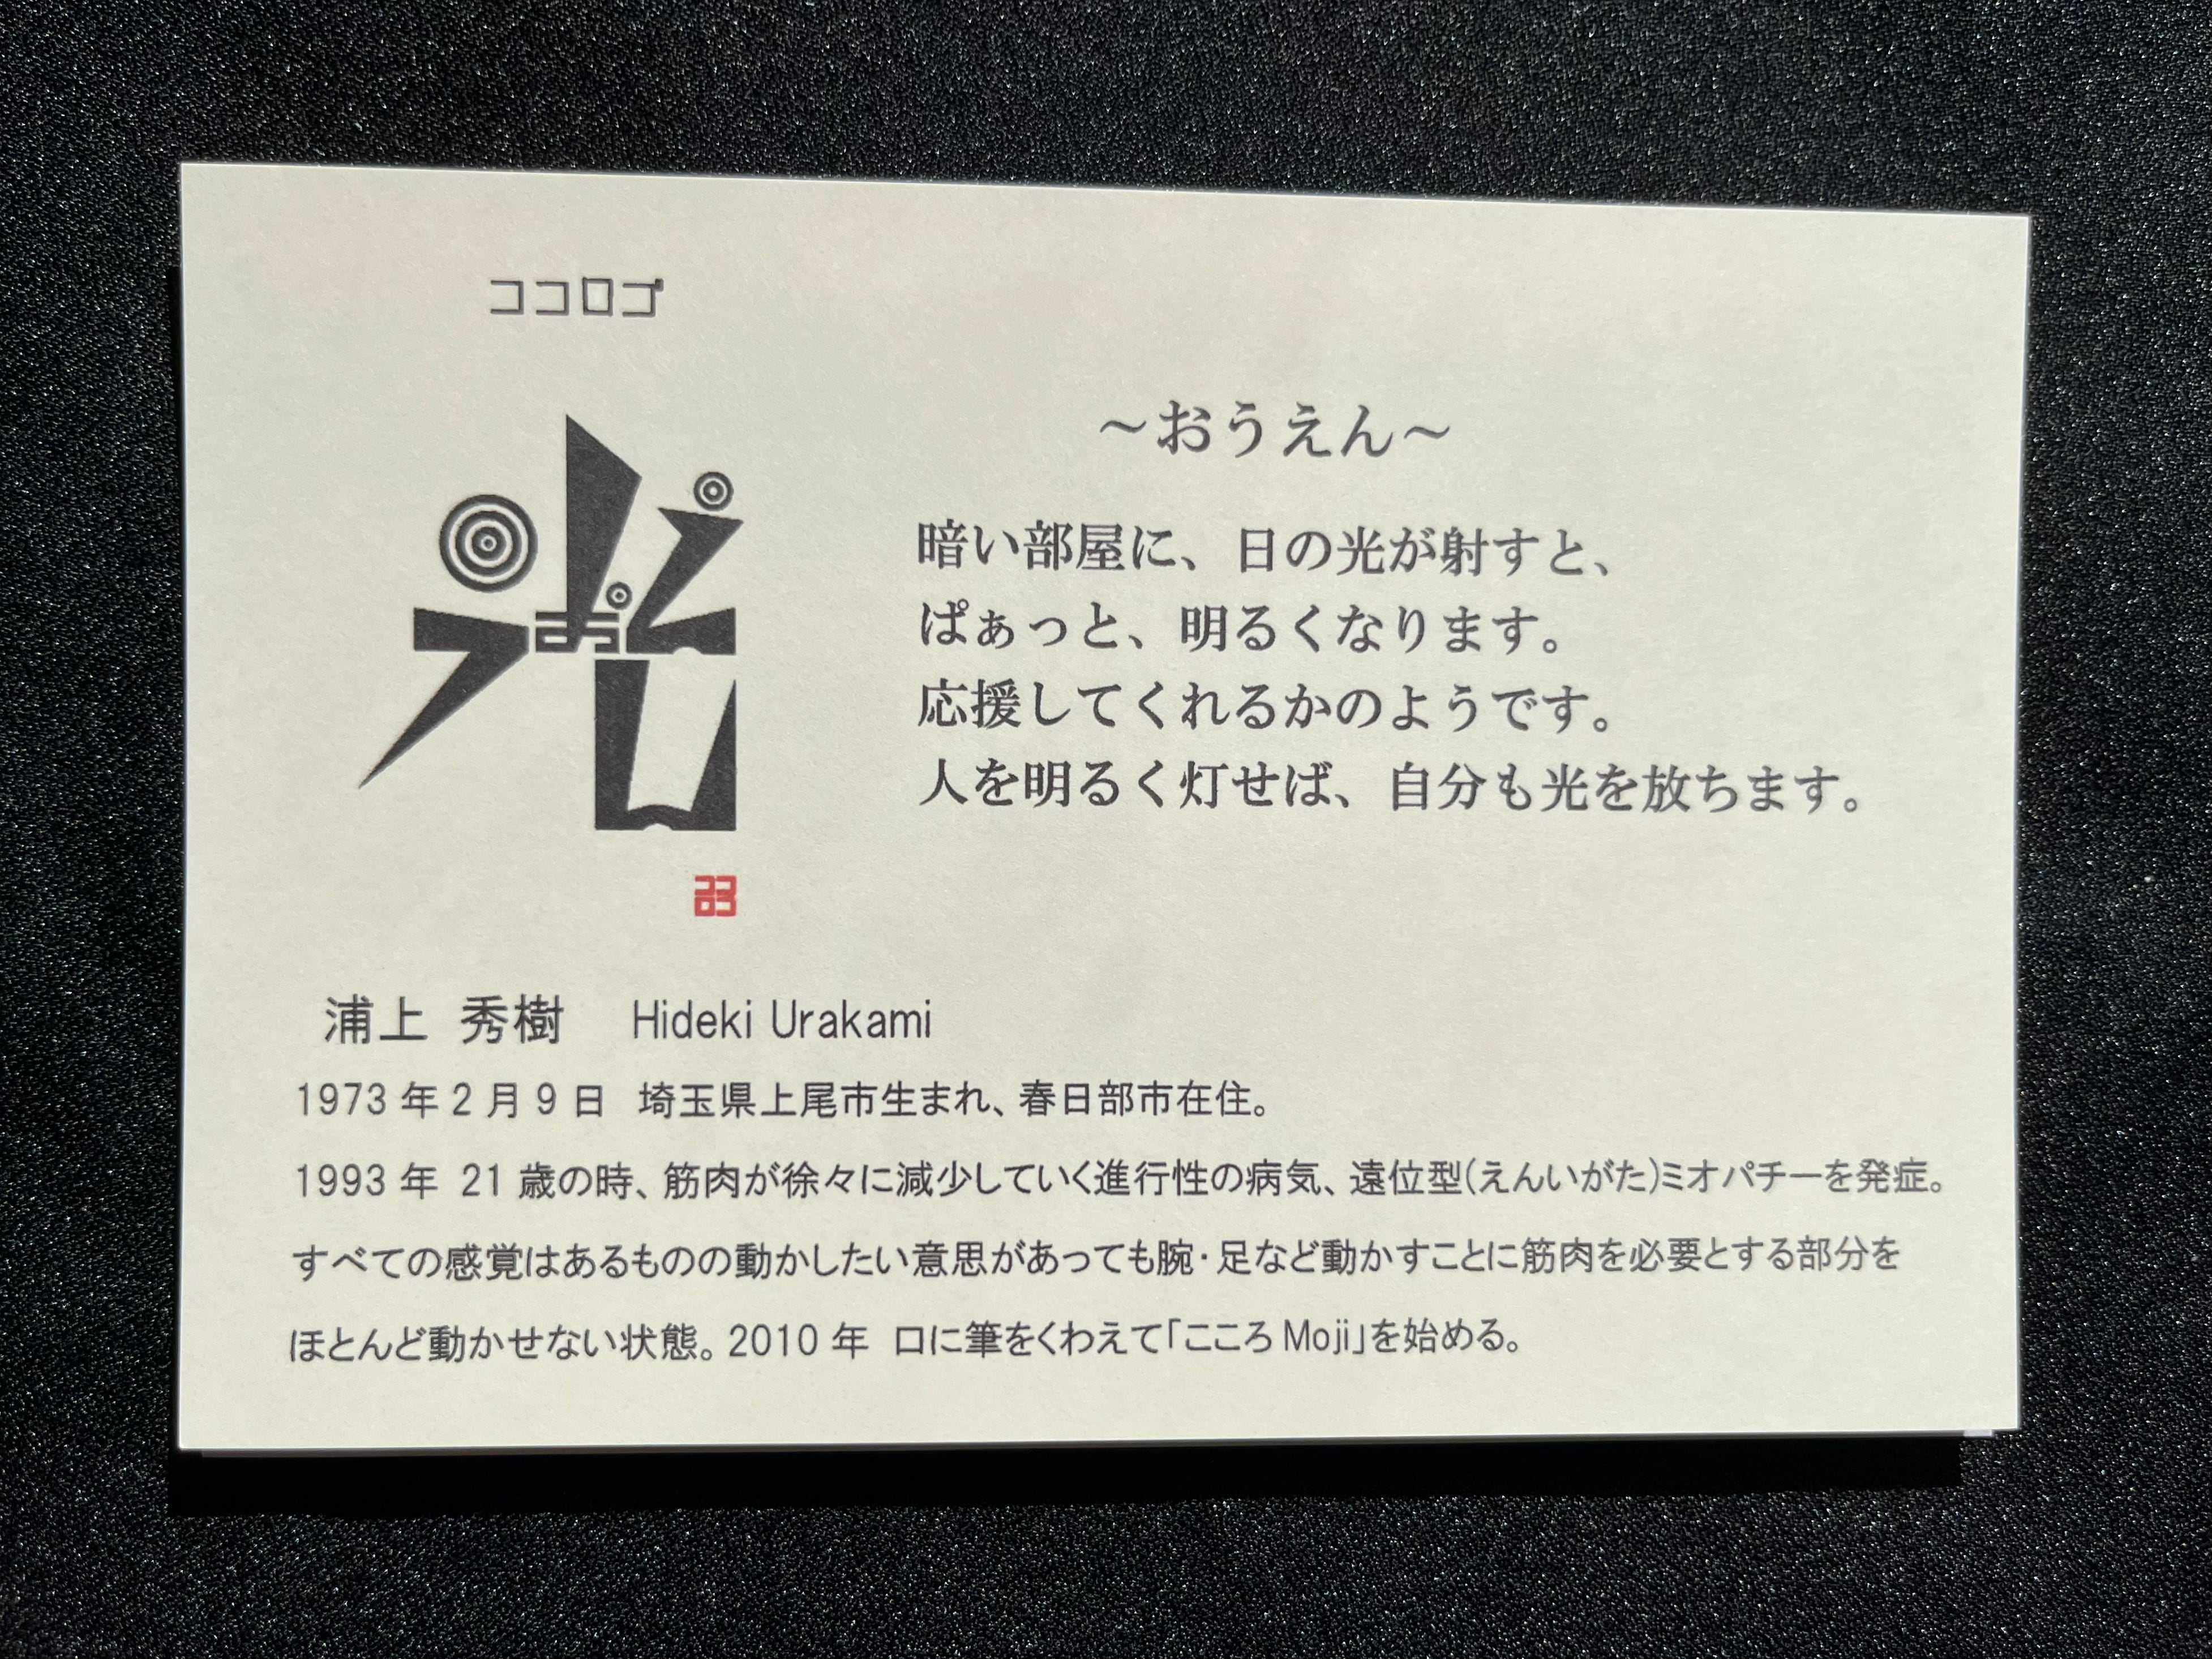 ココロゴ
光
～おうえん～
暗い部屋に、日の光が射すと、
ぱぁっと、明るくなります。
応援してくれるかのようです。
人を明るく灯せば、自分も光を放ちます。
浦上 秀樹 Hideki Urakami
1973年2月9日 埼玉県上尾市生まれ、春日部市在住。
1993年 21歳の時、筋肉が徐々に減少していく進行性の病気、遠位型(えんいがた)ミオパチーを発症。
すべての感覚はあるものの動かしたい意思があっても腕・足など動かすことに筋肉を必要とする部分を
ほとんど動かせない状態。2010年 口に筆をくわえて「こころMoji」を始める。